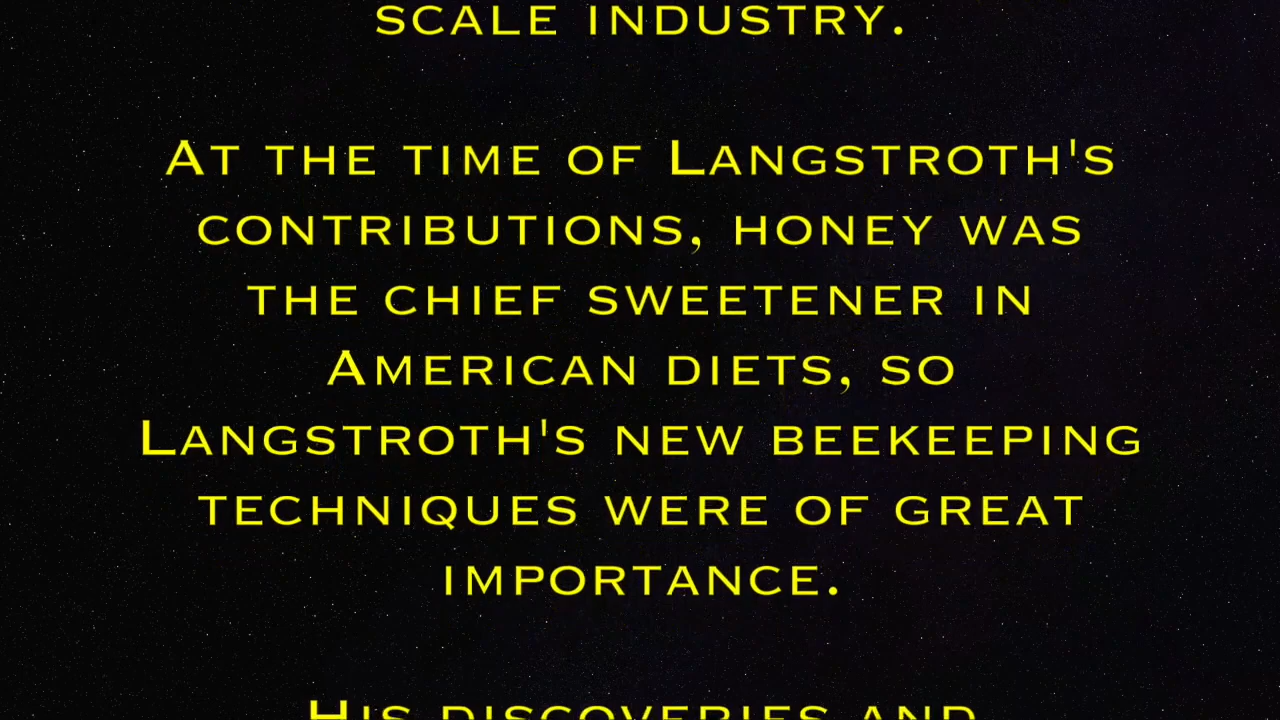 SCALE INDUSTRY.
AT THE TIME OF LANGSTROTH'S
CONTRIBUTIONS, HONEY WAS
THE CHIEF SWEETENER IN
AMERICAN DIETS, SO
LANGSTROTH'S NEW BEEKEEPING
TECHNIQUES WERE OF GREAT
IMPORTANCE.
HIS DISCOVERIES AND